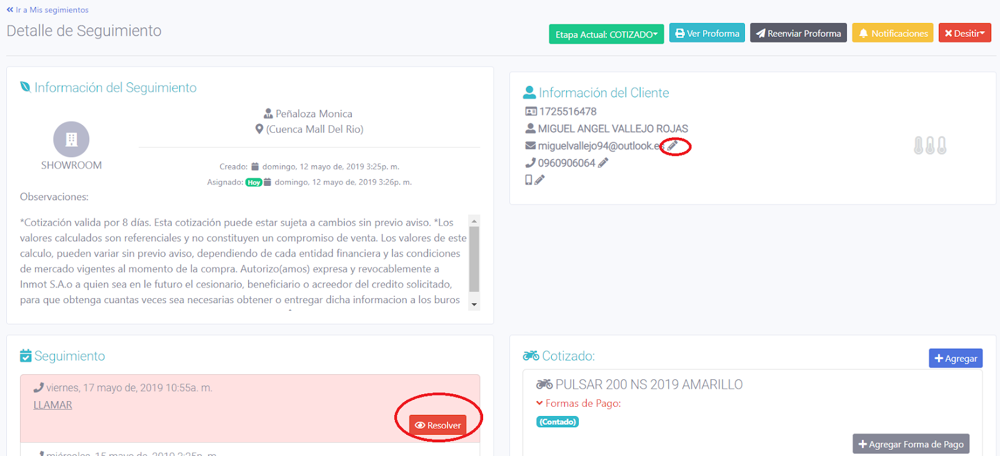 Ir a Mis segimientos
Detalle de Seguimiento
Etapa Actual: COTIZADO
Ver Proforma
Reenviar Proforma
Notificaciones
Desitir
Información del Seguimiento
Peñaloza Monica
(Cuenca Mall Del Rio)
SHOWROOM
Creado: domingo, 12 mayo de, 2019 3:25p. m.
Asignado: Hoy domingo, 12 mayo de, 2019 3:26p. m.
Observaciones:
*Cotización valida por 8 días. Esta cotización puede estar sujeta a cambios sin previo aviso. *Los
valores calculados son referenciales y no constituyen un compromiso de venta. Los valores de este
calculo, pueden variar sin previo aviso, dependiendo de cada entidad financiera y las condiciones
de mercado vigentes al momento de la compra. Autorizo(amos) expresa y revocablemente a
Inmot S.A.o a quien sea en le futuro el cesionario, beneficiario o acreedor del credito solicitado,
para que obtenga cuantas veces sea necesarias obtener o entregar dicha informacion a los buros
Información del Cliente
1725516478
MIGUEL ANGEL VALLEJO ROJAS
miguelvallejo94@outlook.es
0960906064
Seguimiento
viernes, 17 mayo de, 2019 10:55a. m.
LLAMAR
Resolver
miércoles, 15 mayo de, 2019 3:25p. m.
Cotizado:
Agregar
PULSAR 200 NS 2019 AMARILLO
Formas de Pago:
(Contado)
Agregar Forma de Pago